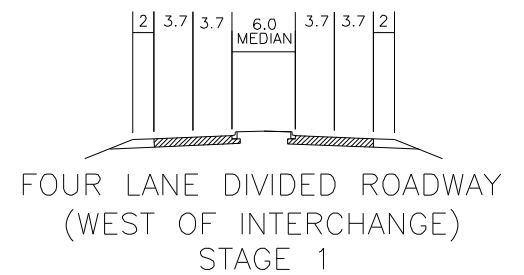 2 3.7 3.7 6.0 3.7 3.7 2
MEDIAN
FOUR LANE DIVIDED ROADWAY
(WEST OF INTERCHANGE)
STAGE 1